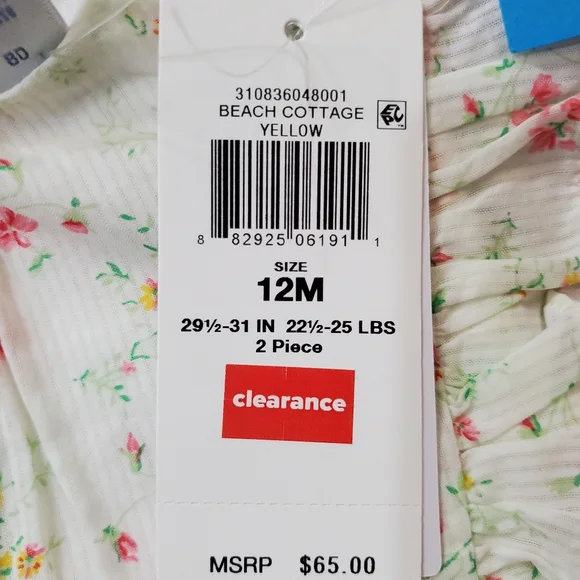 310836048001
BEACH COTTAGE
YELLOW
8 82925 06191 1
SIZE
12M
29½-31 IN 22½-25 LBS
2 Piece
clearance
MSRP $65.00